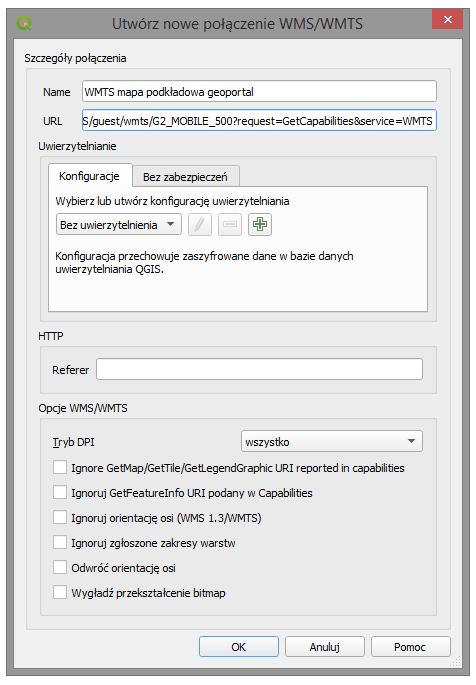 Utwórz nowe połączenie WMS/WMTS
Szczegóły połączenia
Name WMTS mapa podkładowa geoportal
URL S/guest/wmts/G2_MOBILE_500?request=GetCapabilities&service=WMTS
Uwierzytelnianie
Konfiguracje Bez zabezpieczeń
Wybierz lub utwórz konfigurację uwierzytelniania
Bez uwierzytelnienia
Konfiguracja przechowuje zaszyfrowane dane w bazie danych
uwierzytelniania QGIS.
HTTP
Referer
Opcje WMS/WMTS
Tryb DPI wszystko
Ignore GetMap/GetTile/GetLegendGraphic URI reported in capabilities
Ignoruj GetFeatureInfo URI podany w Capabilities
Ignoruj orientację osi (WMS 1.3/WMTS)
Ignoruj zgłoszone zakresy warstw
Odwróć orientację osi
Wygładź przekształcenie bitmap
OK Anuluj Pomoc